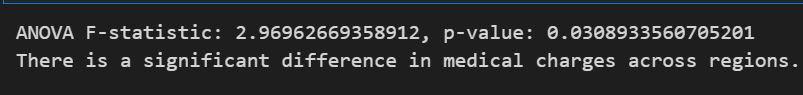 ANOVA F-statistic: 2.96962669358912, p-value: 0.0308933560705201
There is a significant difference in medical charges across regions.